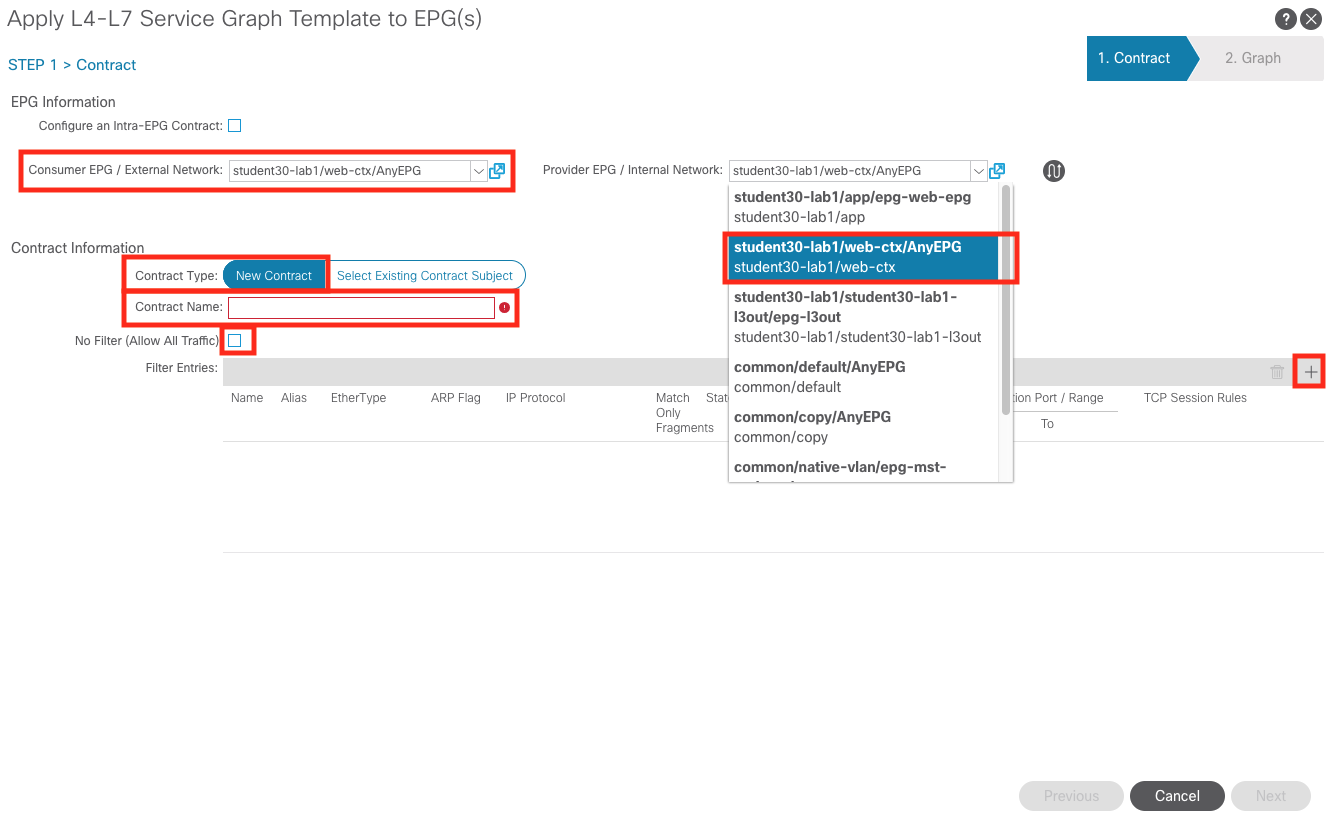 Apply L4-L7 Service Graph Template to EPG(s)
?
STEP 1 > Contract
1. Contract
2. Graph
EPG Information
Configure an Intra-EPG Contract:
Consumer EPG / External Network: student30-lab1/web-ctx/AnyEPG
Provider EPG / Internal Network: student30-lab1/web-ctx/AnyEPG
student30-lab1/app/epg-web-epg
student30-lab1/app
student30-lab1/web-ctx/AnyEPG
student30-lab1/web-ctx
student30-lab1/student30-lab1-
l3out/epg-l3out
student30-lab1/student30-lab1-l3out
common/default/AnyEPG
common/default
common/copy/AnyEPG
common/copy
common/native-vlan/epg-mst-
Contract Information
Contract Type: New Contract Select Existing Contract Subject
Contract Name:
No Filter (Allow All Traffic)
Filter Entries:
Name Alias EtherType ARP Flag IP Protocol Match Only Fragments
tion Port / Range TCP Session Rules
To
Previous Cancel Next